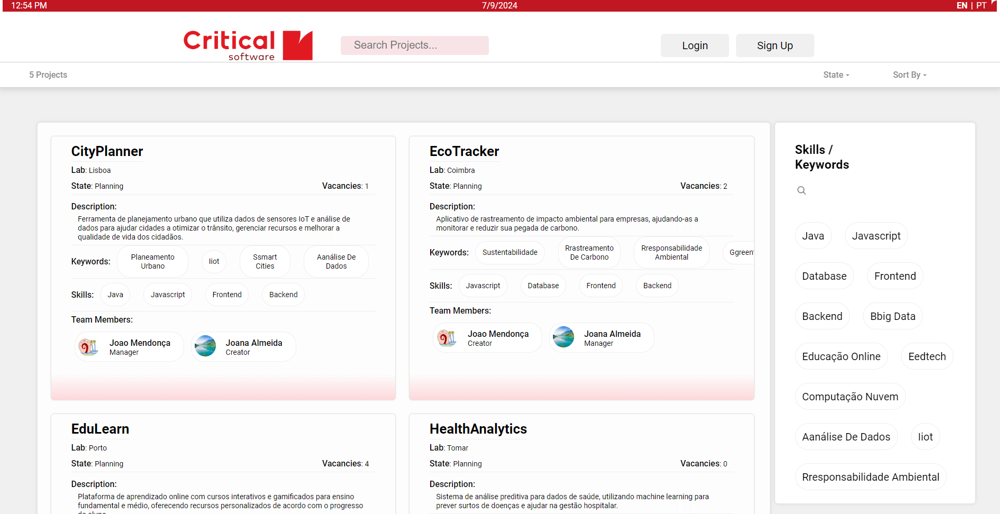 12:54 PM
7/9/2024
EN | PT
Critical
software
Search Projects...
Login
Sign Up
5 Projects
State
Sort By
CityPlanner
Lab: Lisboa
State: Planning
Vacancies: 1
Description:
Ferramenta de planejamento urbano que utiliza dados de sensores IoT e análise de
dados para ajudar cidades a otimizar o trânsito, gerenciar recursos e melhorar a
qualidade de vida dos cidadãos.
Keywords:
Planeamento
Urbano
Iiot
Ssmart
Cities
Aanálise De
Dados
Skills:
Java
Javascript
Frontend
Backend
Team Members:
Joao Mendonça
Manager
Joana Almeida
Creator
EcoTracker
Lab: Coimbra
State: Planning
Vacancies: 2
Description:
Aplicativo de rastreamento de impacto ambiental para empresas, ajudando-as a
monitorar e reduzir sua pegada de carbono.
Keywords:
Sustentabilidade
Rrastreamento
De Carbono
Rresponsabilidade
Ambiental
Skills:
Javascript
Database
Frontend
Backend
Team Members:
Joao Mendonça
Creator
Joana Almeida
Manager
EduLearn
Lab: Porto
State: Planning
Vacancies: 4
Description:
Plataforma de aprendizado online com cursos interativos e gamificados para ensino
fundamental e médio, oferecendo recursos personalizados de acordo com o progresso
do aluno
HealthAnalytics
Lab: Tomar
State: Planning
Vacancies: 0
Description:
Sistema de análise preditiva para dados de saúde, utilizando machine learning para
prever surtos de doenças e ajudar na gestão hospitalar.
Skills /
Keywords
Java
Javascript
Database
Frontend
Backend
Bbig Data
Educação Online
Eedtech
Computação Nuvem
Aanálise De Dados
Iiot
Rresponsabilidade Ambiental